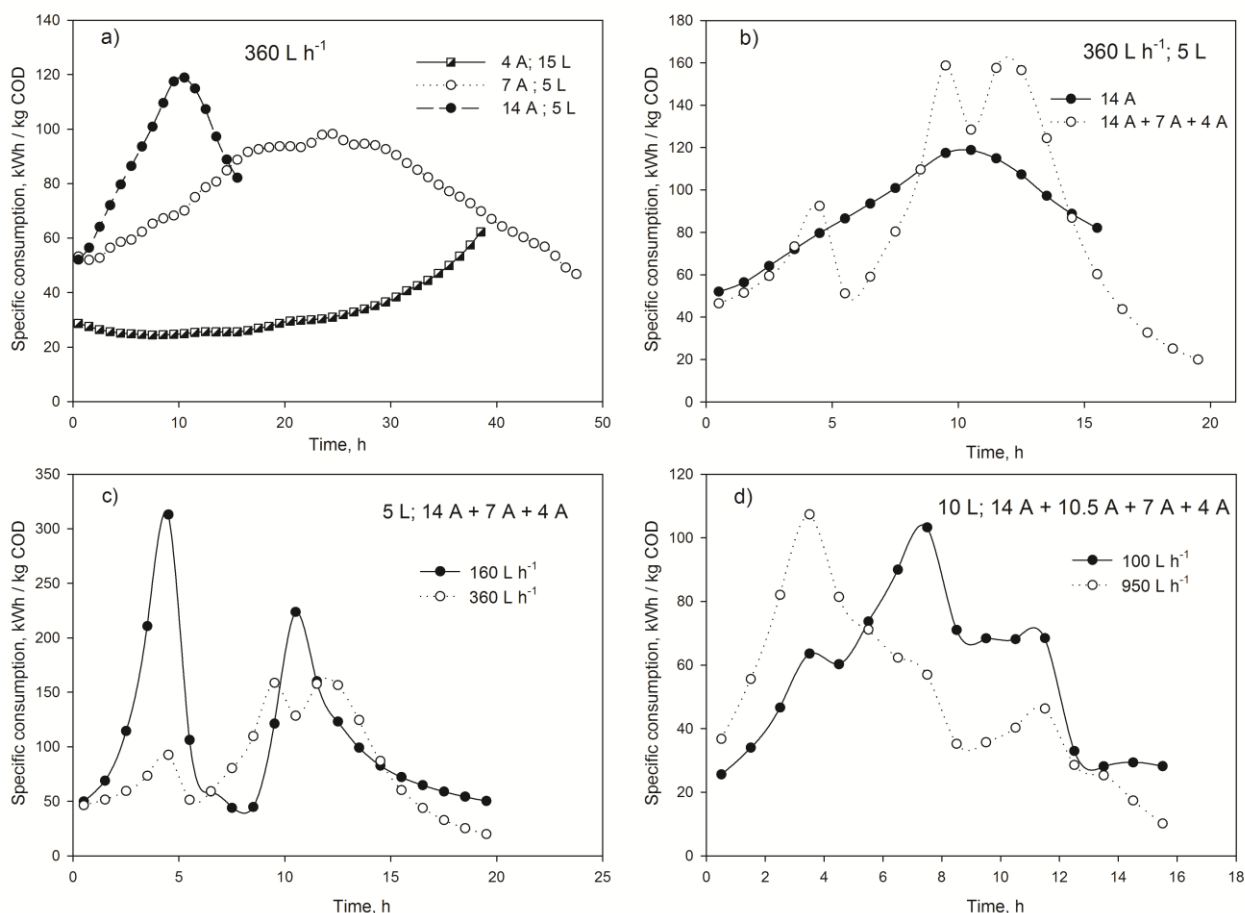 a)
360 L h⁻¹
4 A; 15 L
7 A ; 5 L
14 A ; 5 L
Specific consumption, kWh / kg COD
140
120
100
80
60
40
20
0
0 10 20 30 40 50
Time, h
b)
360 L h⁻¹; 5 L
14 A
14 A + 7 A + 4 A
Specific consumption, kWh / kg COD
180
160
140
120
100
80
60
40
20
0
0 5 10 15 20
Time, h
c)
5 L; 14 A + 7 A + 4 A
160 L h⁻¹
360 L h⁻¹
Specific consumption, kWh / kg COD
350
300
250
200
150
100
50
0
0 5 10 15 20 25
Time, h
d)
10 L; 14 A + 10.5 A + 7 A + 4 A
100 L h⁻¹
950 L h⁻¹
Specific consumption, kWh / kg COD
120
100
80
60
40
20
0
0 2 4 6 8 10 12 14 16 18
Time, h